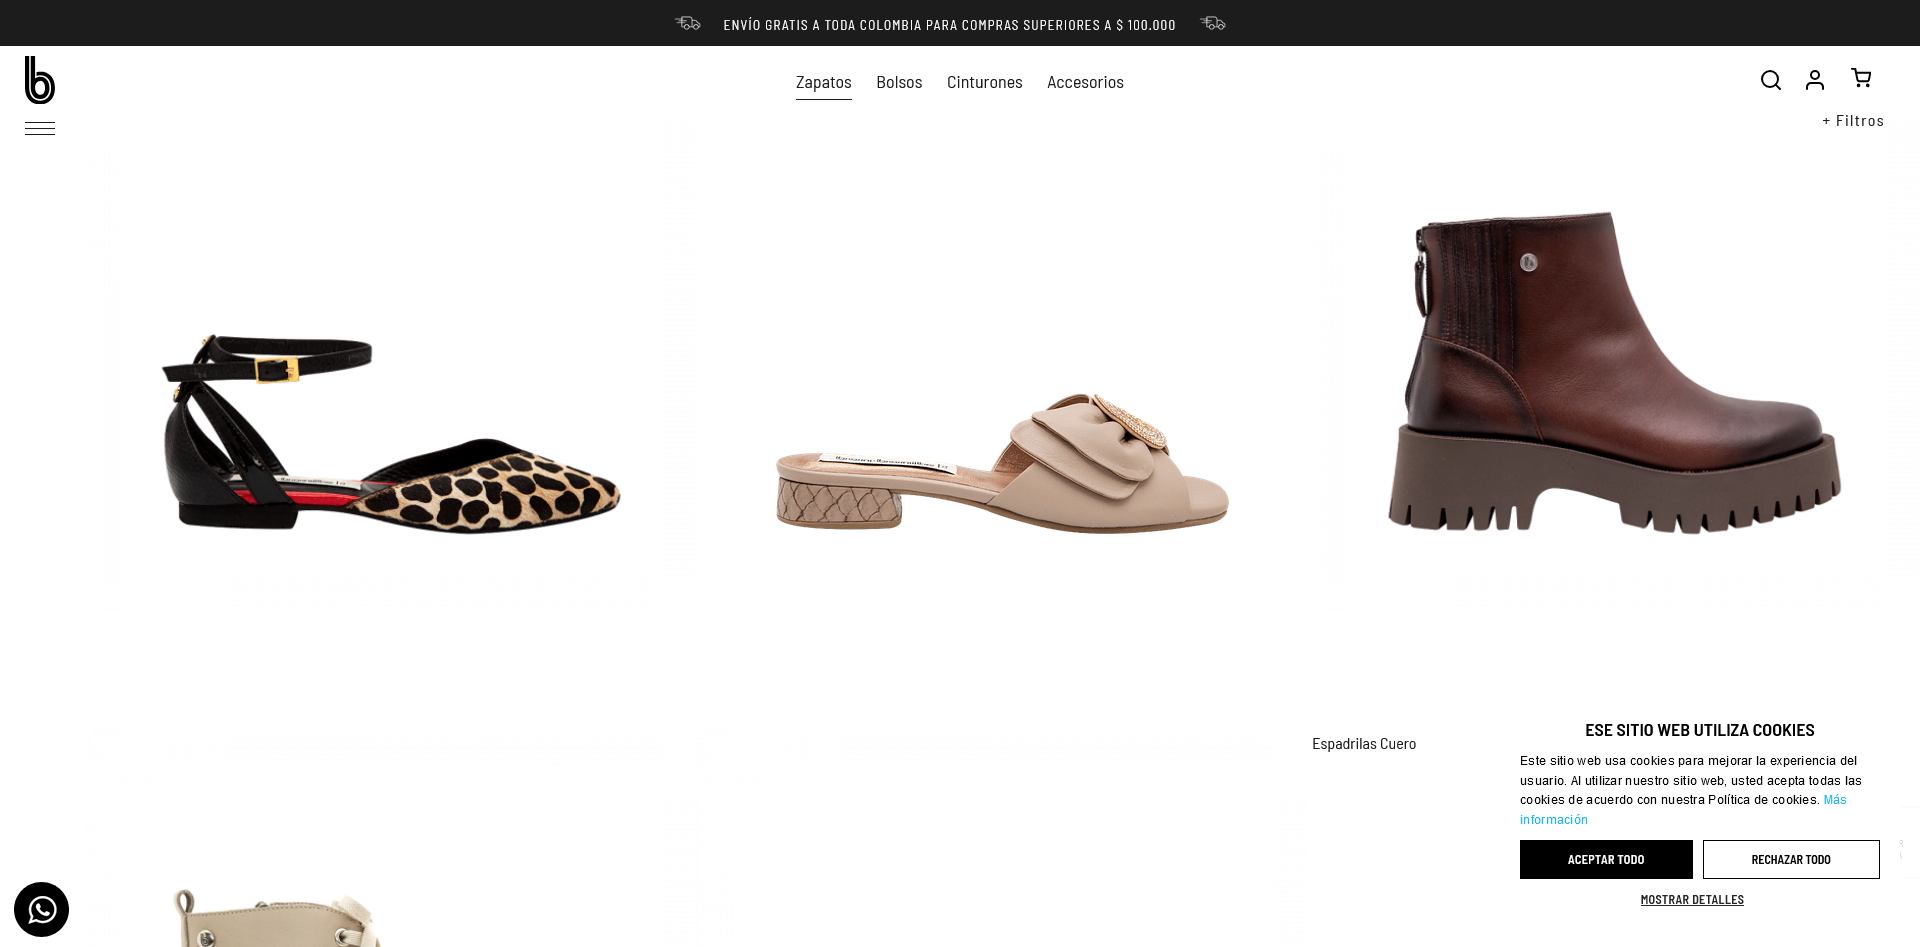 ENVÍO GRATIS A TODA COLOMBIA PARA COMPRAS SUPERIORES A $ 100.000
b
Zapatos
Bolsos
Cinturones
Accesorios
+ Filtros
Espadrilas Cuero
ESE SITIO WEB UTILIZA COOKIES
Este sitio web usa cookies para mejorar la experiencia del
usuario. Al utilizar nuestro sitio web, usted acepta todas las
cookies de acuerdo con nuestra Política de cookies. Más
información
ACEPTAR TODO
RECHAZAR TODO
MOSTRAR DETALLES